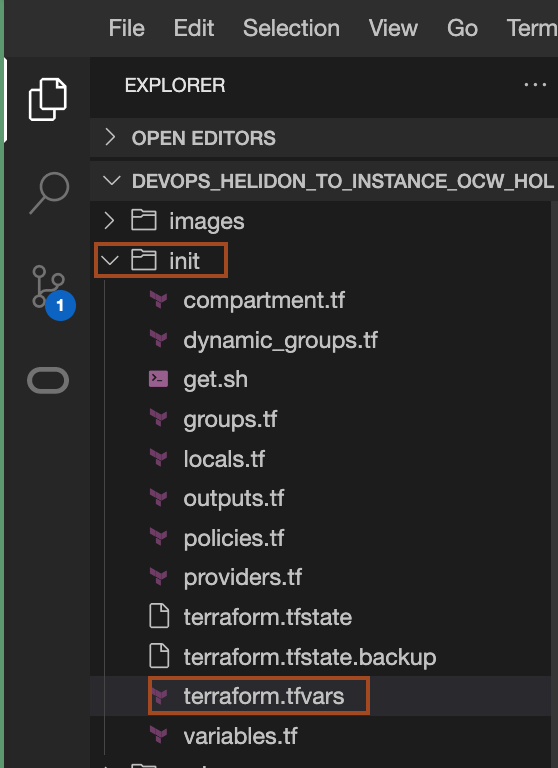 File Edit Selection View Go Term
EXPLORER ...
OPEN EDITORS
DEVOPS_HELIDON_TO_INSTANCE_OCW_HOL
images
init
1
compartment.tf
dynamic_groups.tf
get.sh
groups.tf
locals.tf
outputs.tf
policies.tf
providers.tf
terraform.tfstate
terraform.tfstate.backup
terraform.tfvars
variables.tf